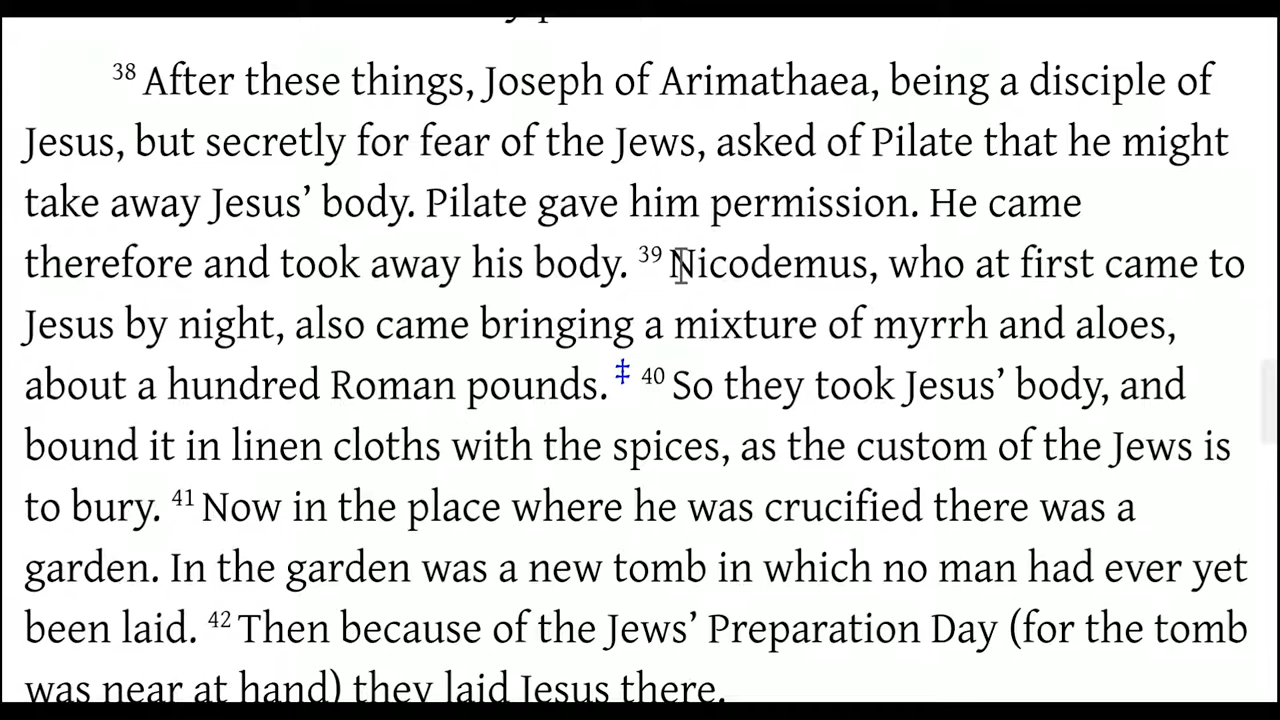 38 After these things, Joseph of Arimathaea, being a disciple of
Jesus, but secretly for fear of the Jews, asked of Pilate that he might
take away Jesus’ body. Pilate gave him permission. He came
therefore and took away his body. 39 Nicodemus, who at first came to
Jesus by night, also came bringing a mixture of myrrh and aloes,
about a hundred Roman pounds. ‡ 40 So they took Jesus’ body, and
bound it in linen cloths with the spices, as the custom of the Jews is
to bury. 41 Now in the place where he was crucified there was a
garden. In the garden was a new tomb in which no man had ever yet
been laid. 42 Then because of the Jews’ Preparation Day (for the tomb
was near at hand) they laid Jesus there.